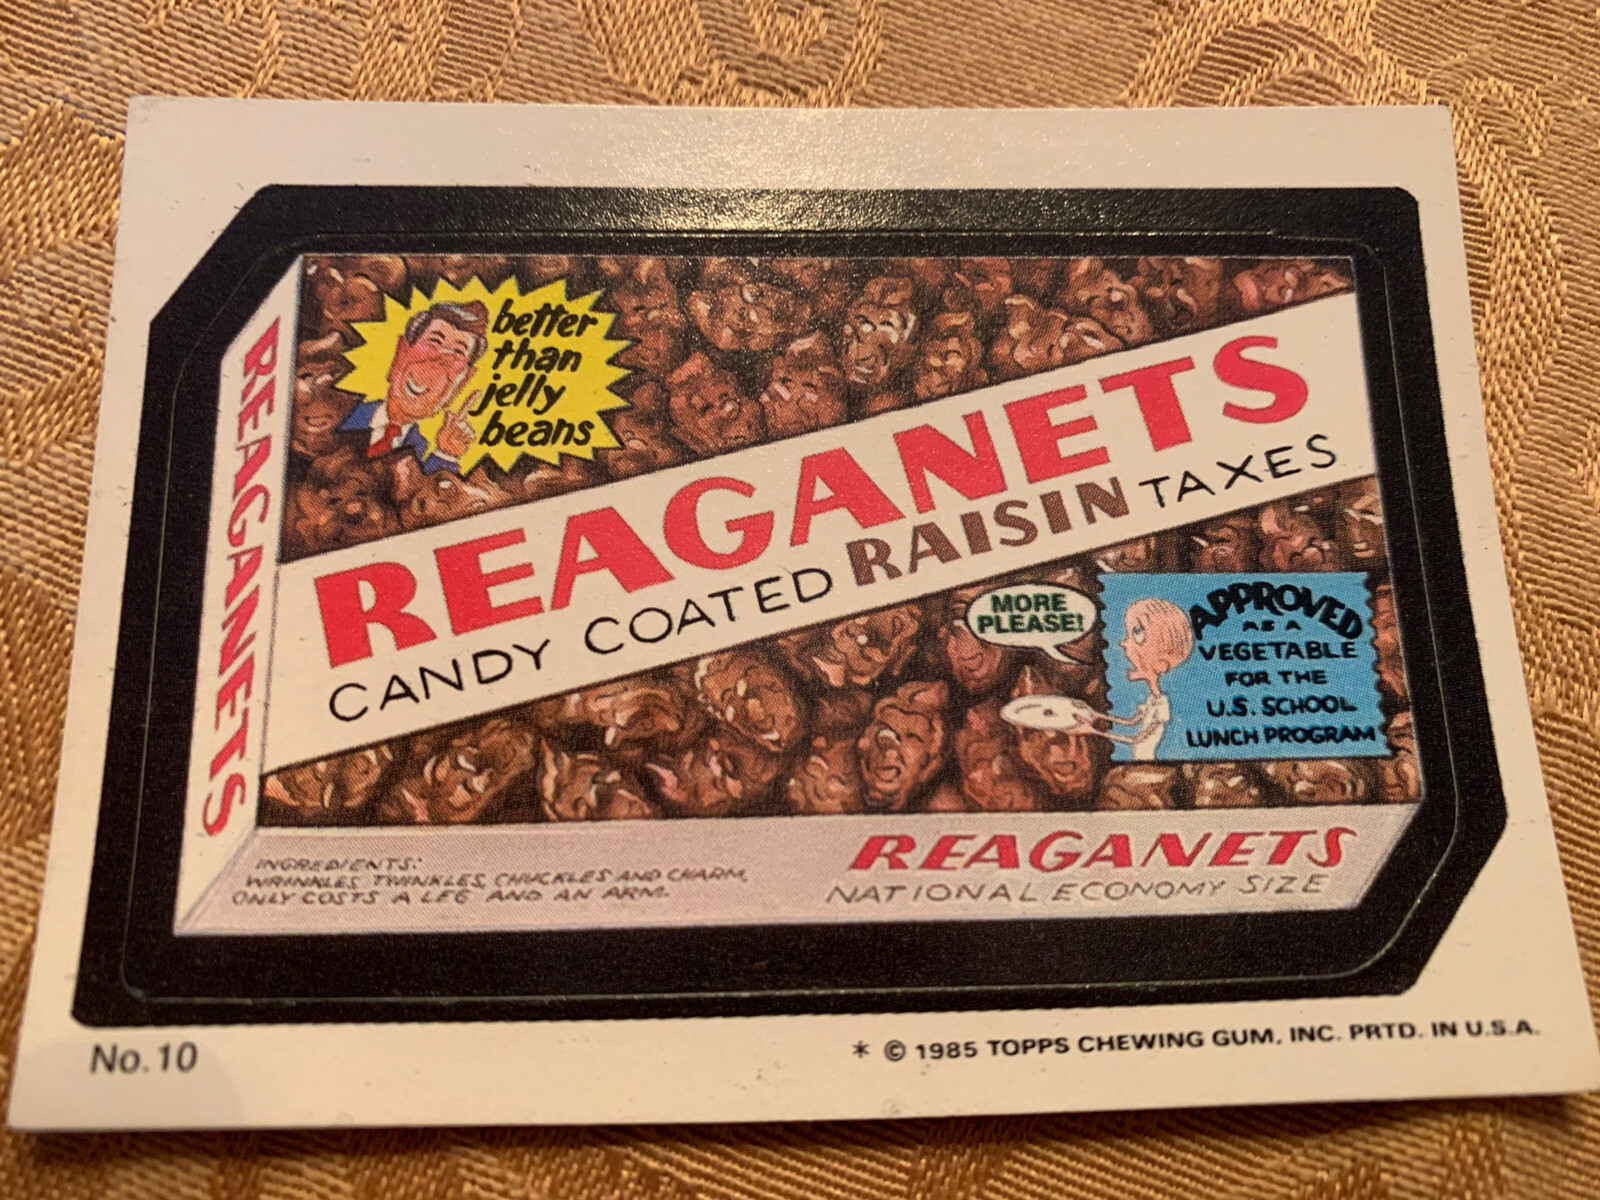 REAGANETS
better
than
jelly
beans
REAGANETS
CANDY COATED RAISIN TAXES
MORE
PLEASE!
APPROVED
AS A
VEGETABLE
FOR THE
U.S. SCHOOL
LUNCH PROGRAM
INGREDIENTS:
WRINKLES, TWINKLES, CHUCKLES AND CHARM,
ONLY COSTS A LEG AND AN ARM.
REAGANETS
NATIONAL ECONOMY SIZE
No. 10
* © 1985 TOPPS CHEWING GUM, INC. PRTD. IN U.S.A.